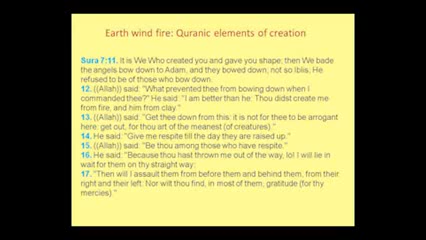 Earth wind fire: Quranic elements of creation
Sura 7:11. It is We Who created you and gave you shape; then We bade
the angels bow down to Adam, and they bowed down; not so Iblis; He
refused to be of those who bow down.
12. ((Allah)) said: "What prevented thee from bowing down when I
commanded thee?" He said: "I am better than he: Thou didst create me
from fire, and him from clay."
13. ((Allah)) said: "Get thee down from this: it is not for thee to be arrogant
here: get out, for thou art of the meanest (of creatures)."
14. He said: "Give me respite till the day they are raised up."
15. ((Allah)) said: "Be thou among those who have respite."
16. He said: "Because thou hast thrown me out of the way, lo! I will lie in
wait for them on thy straight way:
17. "Then will I assault them from before them and behind them, from their
right and their left: Nor wilt thou find, in most of them, gratitude (for thy
mercies)."